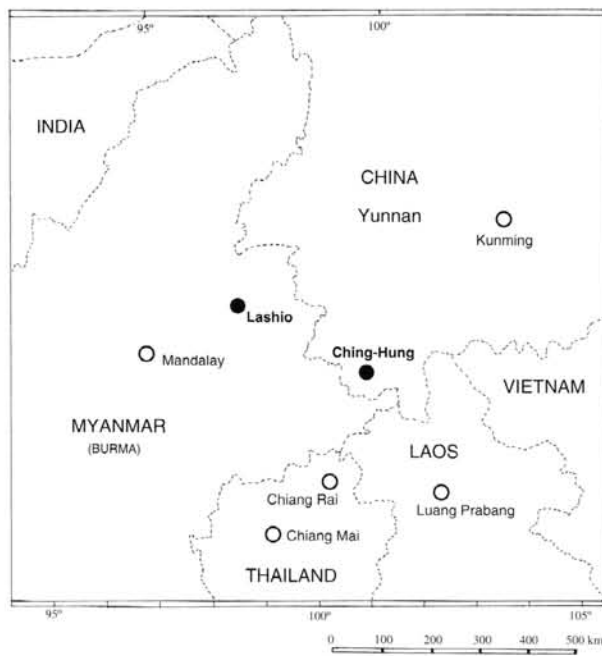 95°
100°
INDIA
CHINA
Yunnan
Kunming
Lashio
Ching-Hung
Mandalay
VIETNAM
MYANMAR
(BURMA)
LAOS
Chiang Rai
Luang Prabang
Chiang Mai
THAILAND
95°
100°
105°
0 100 200 300 400 500 km